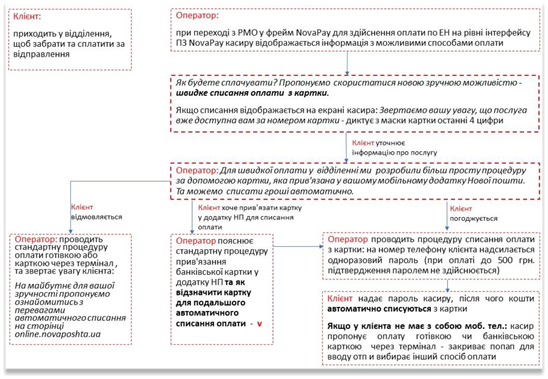 Клієнт:
приходить у відділення,
щоб забрати та сплатити за
відправлення
Оператор:
при переході з РМО у фрейм NovaPay для здійснення оплати по ЕН на рівні інтерфейсу
ПЗ NovaPay касиру відображається інформація з можливими способами оплати
Як будете сплачувати? Пропонуємо скористатися новою зручною можливістю -
швидке списання оплати з картки.
Якщо списання відображається на екрані касира: Звертаємо вашу увагу, що послуга
вже доступна вам за номером картки - диктує з маски картки останні 4 цифри
Клієнт уточнює
інформацію про послугу
Оператор: Для швидкої оплати у відділенні ми розробили більш просту процедуру
за допомогою картки, яка прив'язана у вашому мобільному додатку Нової пошти.
Та можемо списати гроші автоматично.
Клієнт
відмовляється
Клієнт хоче прив'язати картку
у додатку НП для списання
оплати
Клієнт
погоджується
Оператор: проводить
стандартну процедуру
оплати готівкою або
карткою через термінал ,
та звертає увагу клієнта:
На майбутнє для вашої
зручності пропонуємо
ознайомитись з
перевагами
автоматичного списання
на сторінці
online.novaposhta.ua
Оператор пояснює
стандартну процедуру
прив'язання
банківської картки у
додатку НП та як
відзначити картку
для подальшого
автоматичного
списання оплати - v
Оператор: проводить процедуру списання оплати
з картки: на номер телефону клієнта надсилається
одноразовий пароль (при оплаті до 500 грн.
підтвердження паролем не здійснюється)
Клієнт надає пароль касиру, після чого кошти
автоматично списуються з картки
Якщо у клієнта не має з собою моб. тел.: касир
пропонує оплату готівкою чи банківською
карткою через термінал - закриває попап для
вводу отп и вибирає інший спосіб оплати